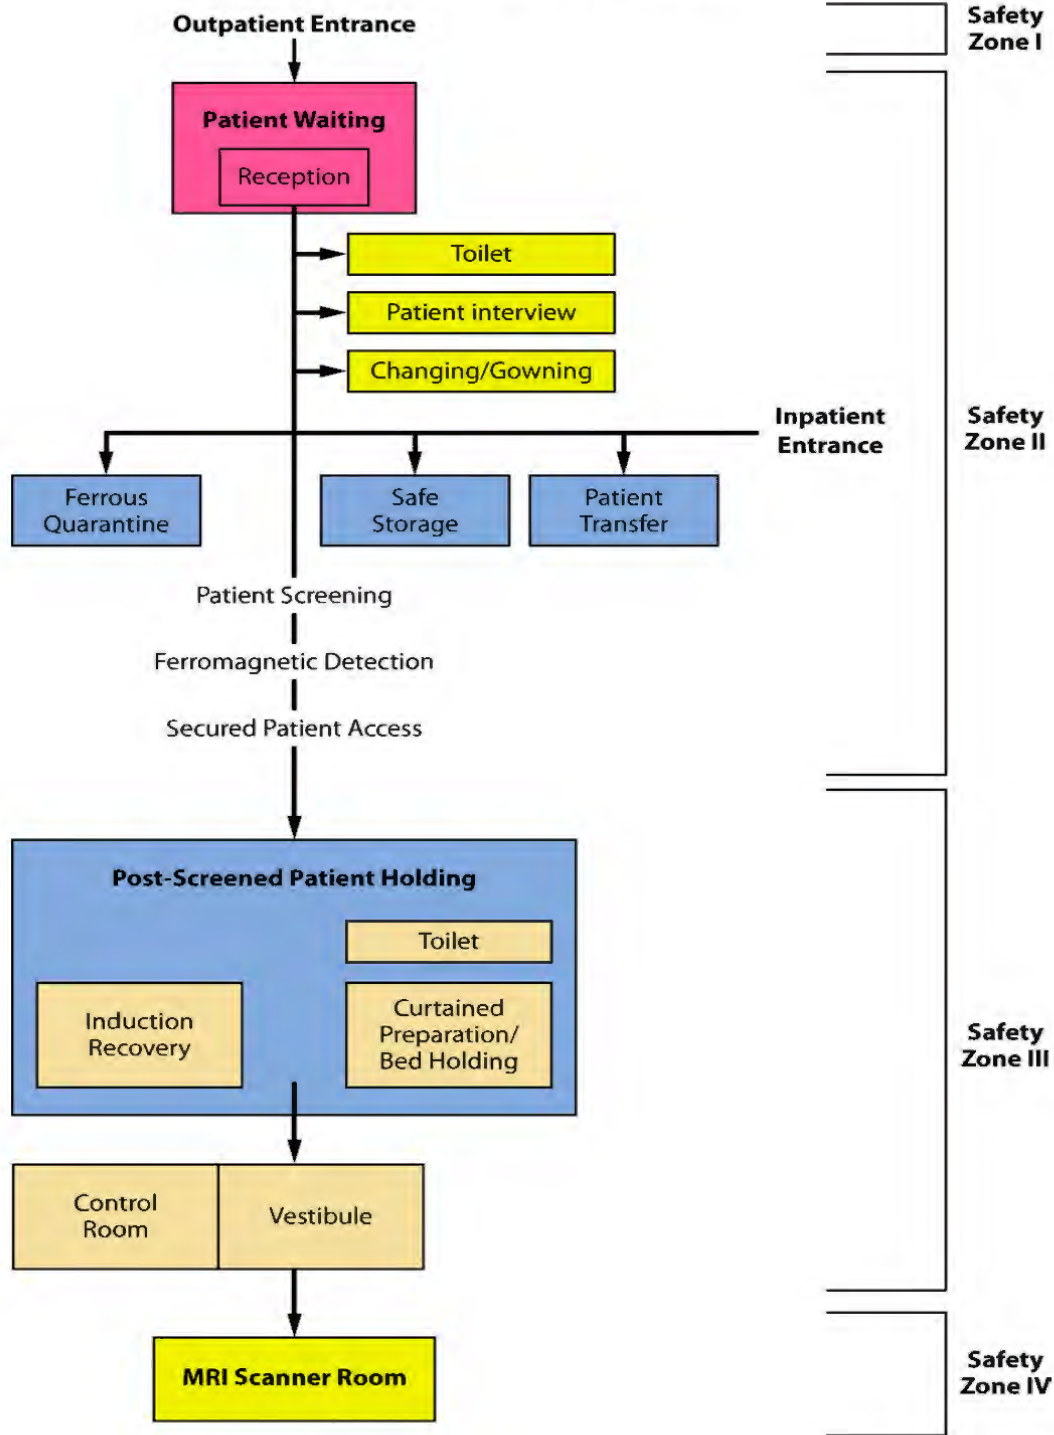 Outpatient Entrance
Safety
Zone I
Patient Waiting
Reception
Toilet
Patient interview
Changing/Gowning
Inpatient
Entrance
Safety
Zone II
Ferrous
Quarantine
Safe
Storage
Patient
Transfer
Patient Screening
Ferromagnetic Detection
Secured Patient Access
Post-Screened Patient Holding
Toilet
Induction
Recovery
Curtained
Preparation/
Bed Holding
Safety
Zone III
Control
Room
Vestibule
MRI Scanner Room
Safety
Zone IV